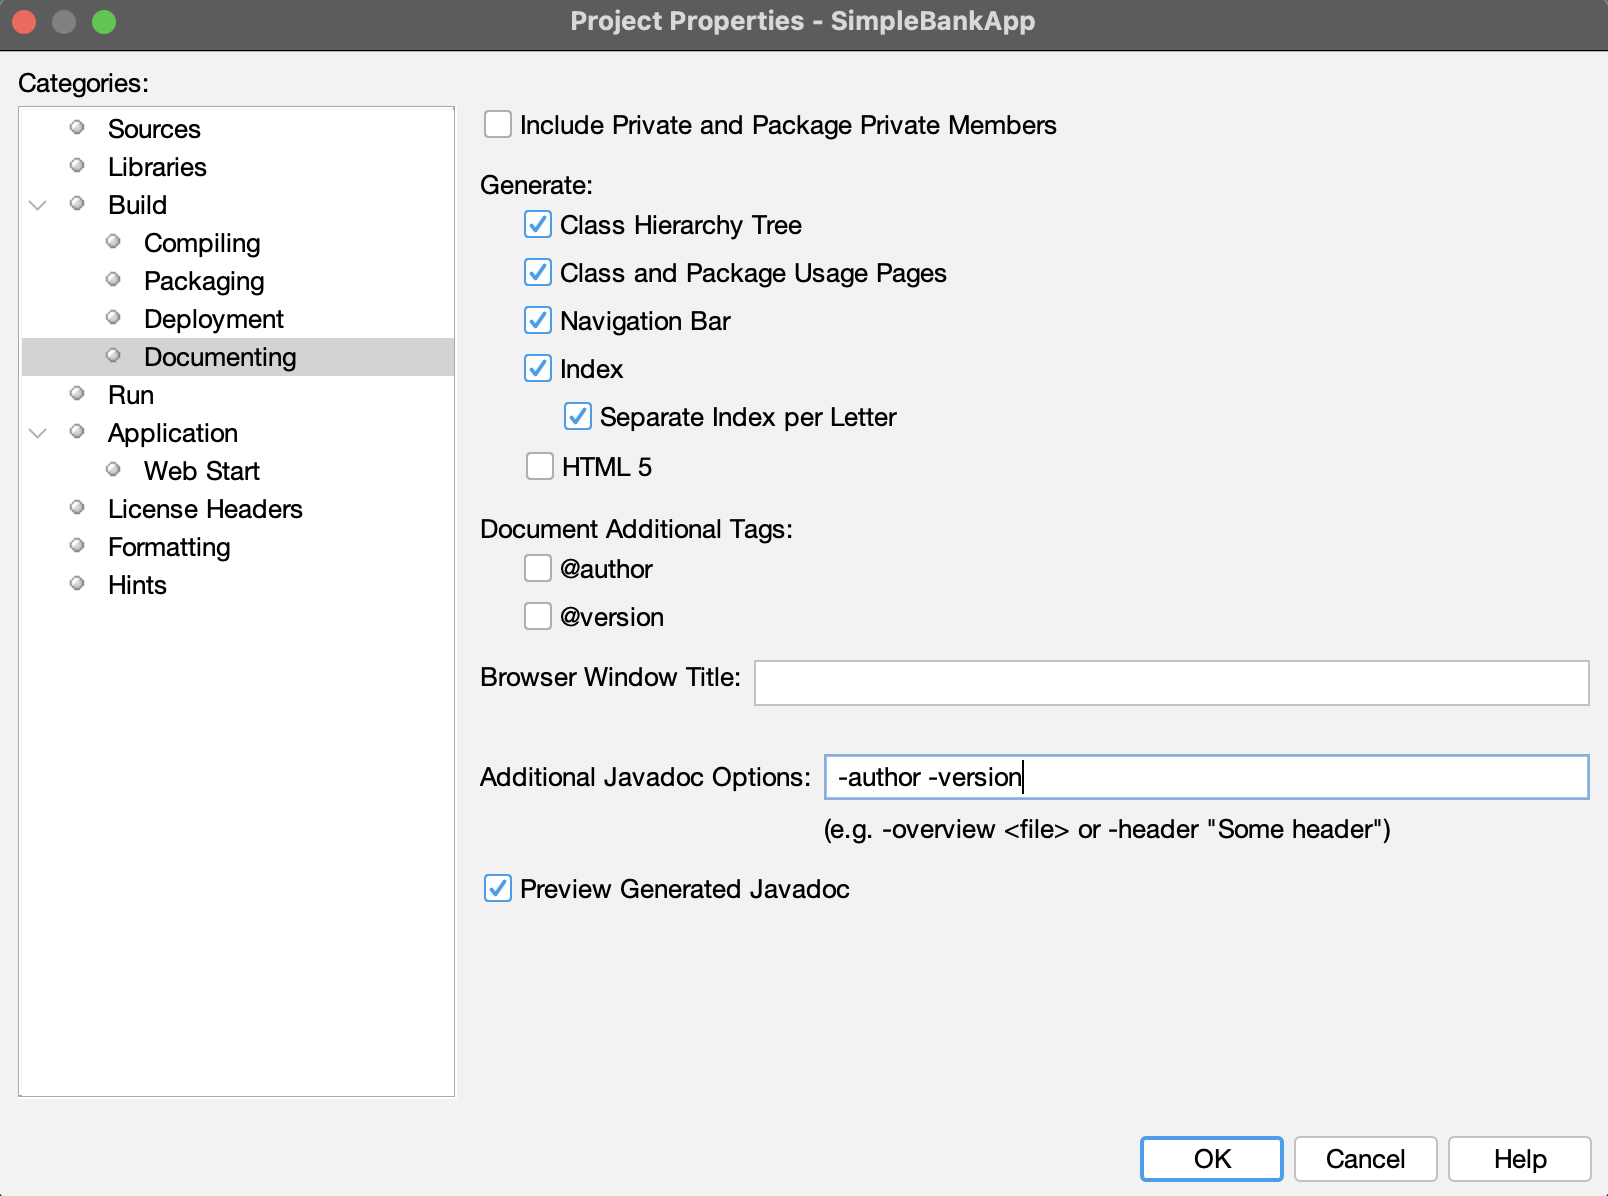 Project Properties - SimpleBankApp
Categories:
Sources
Libraries
Build
Compiling
Packaging
Deployment
Documenting
Run
Application
Web Start
License Headers
Formatting
Hints
Include Private and Package Private Members
Generate:
Class Hierarchy Tree
Class and Package Usage Pages
Navigation Bar
Index
Separate Index per Letter
HTML 5
Document Additional Tags:
@author
@version
Browser Window Title:
Additional Javadoc Options: -author -version
(e.g. -overview <file> or -header "Some header")
Preview Generated Javadoc
OK Cancel Help